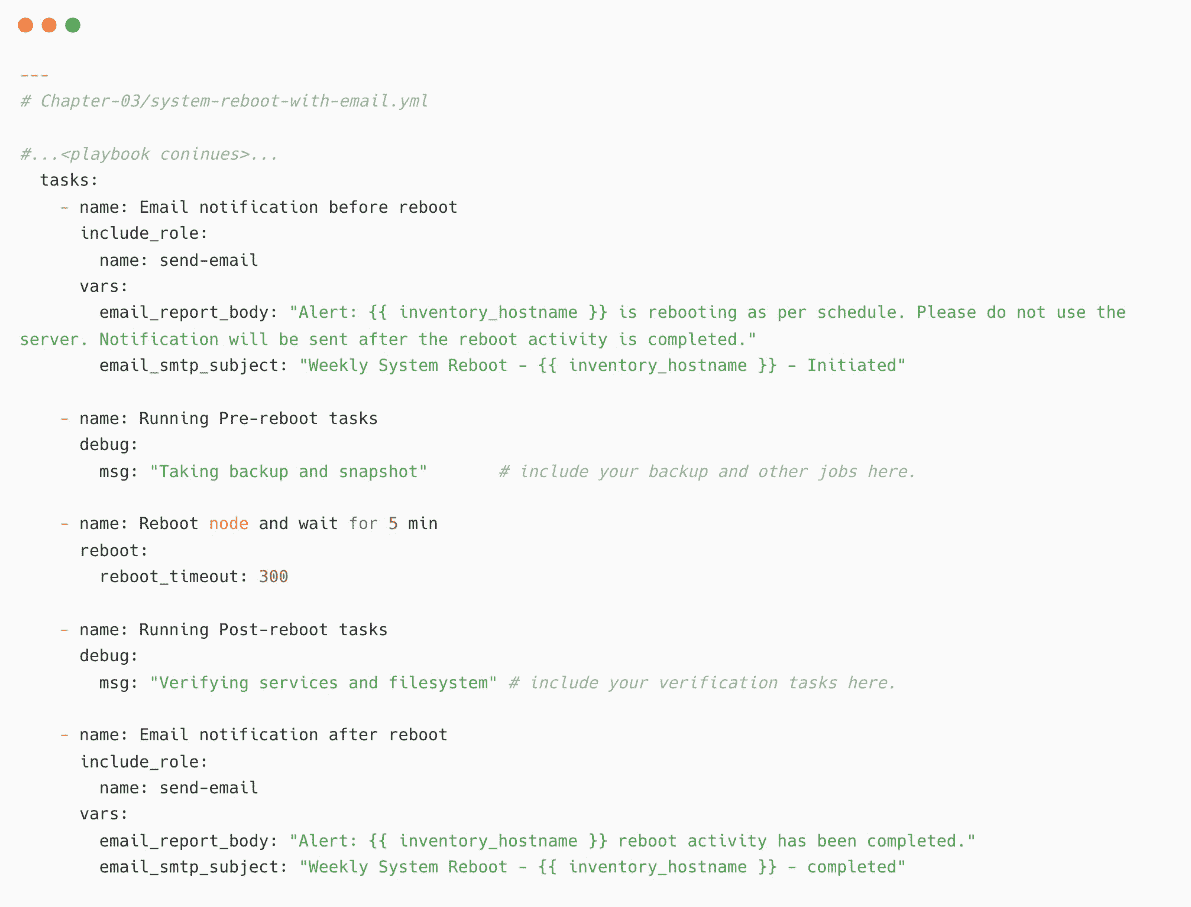 ---
# Chapter-03/system-reboot-with-email.yml
#...<playbook coninues>...
  tasks:
    - name: Email notification before reboot
      include_role:
        name: send-email
      vars:
        email_report_body: "Alert: {{ inventory_hostname }} is rebooting as per schedule. Please do not use the
server. Notification will be sent after the reboot activity is completed."
        email_smtp_subject: "Weekly System Reboot - {{ inventory_hostname }} - Initiated"
    - name: Running Pre-reboot tasks
      debug:
        msg: "Taking backup and snapshot"       # include your backup and other jobs here.
    - name: Reboot node and wait for 5 min
      reboot:
        reboot_timeout: 300
    - name: Running Post-reboot tasks
      debug:
        msg: "Verifying services and filesystem" # include your verification tasks here.
    - name: Email notification after reboot
      include_role:
        name: send-email
      vars:
        email_report_body: "Alert: {{ inventory_hostname }} reboot activity has been completed."
        email_smtp_subject: "Weekly System Reboot - {{ inventory_hostname }} - completed"